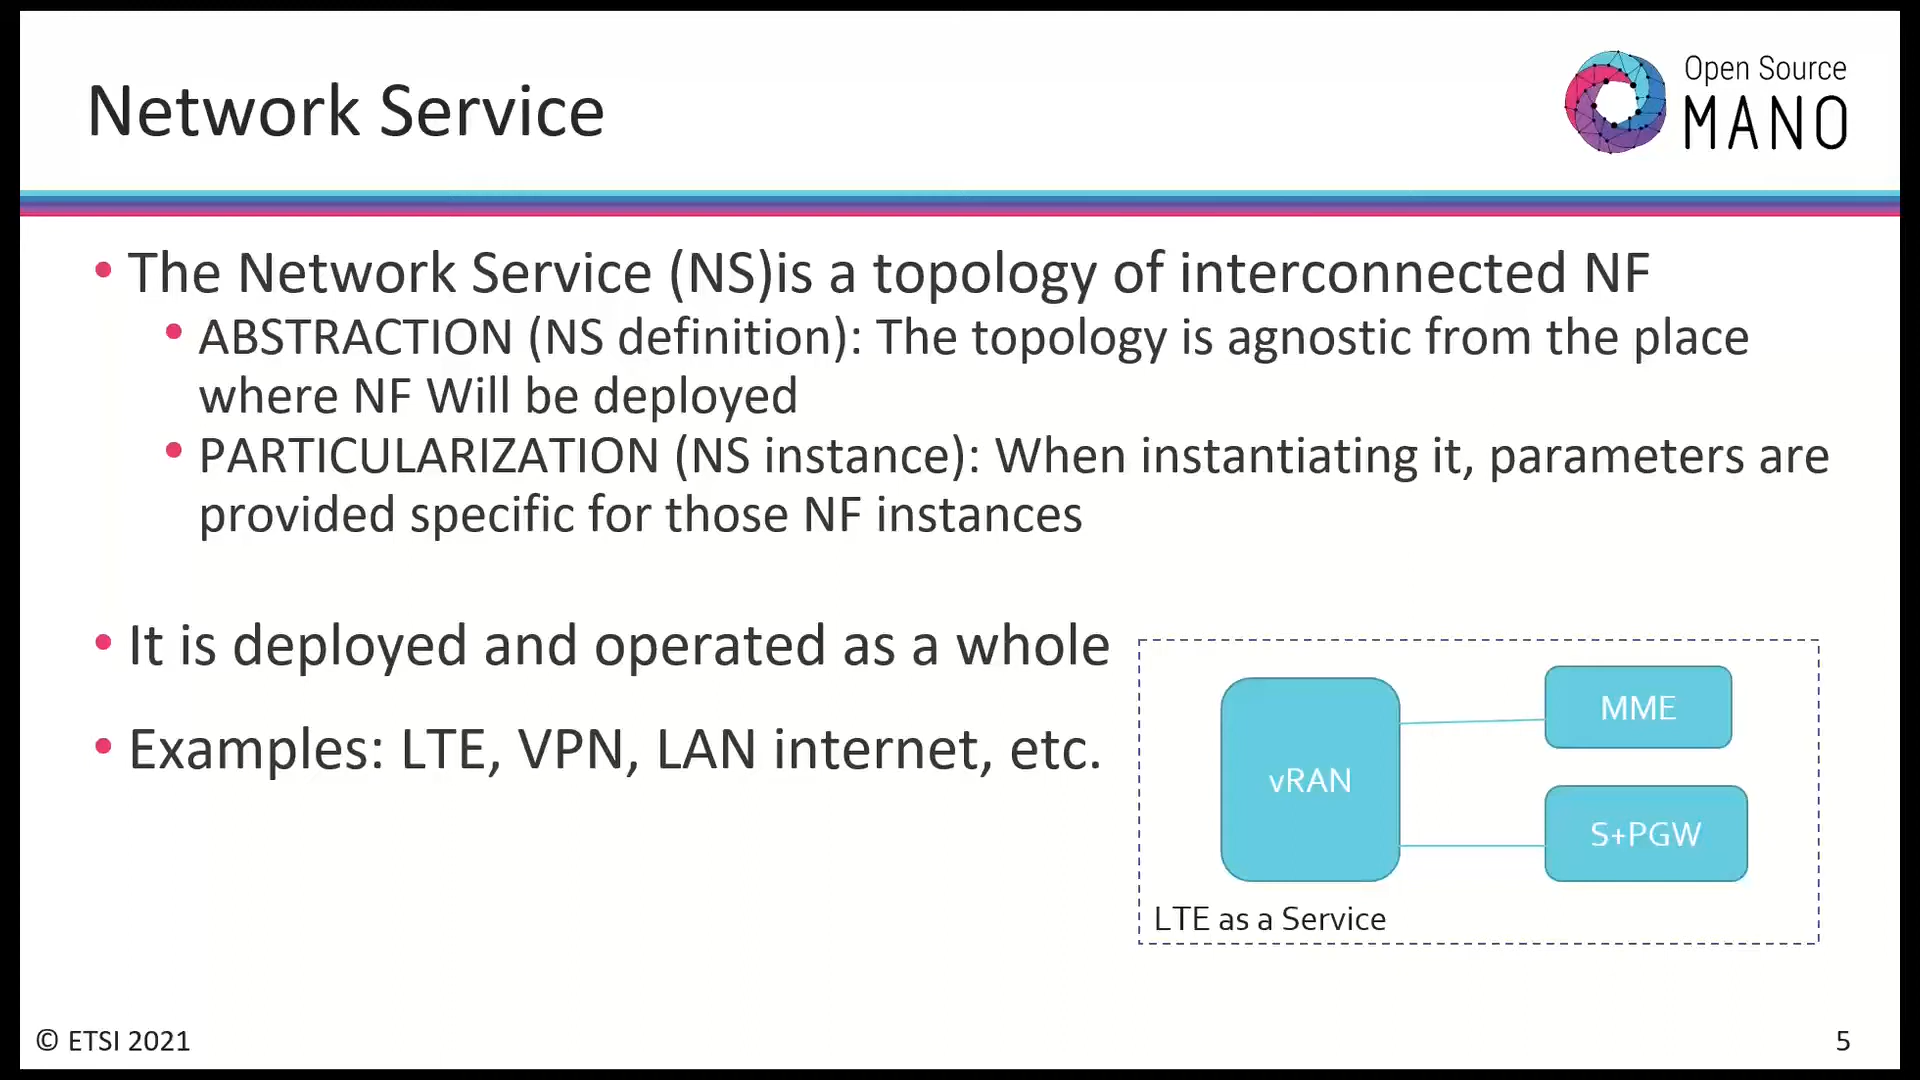 Network Service
Open Source
MANO
• The Network Service (NS)is a topology of interconnected NF
• ABSTRACTION (NS definition): The topology is agnostic from the place
where NF Will be deployed
• PARTICULARIZATION (NS instance): When instantiating it, parameters are
provided specific for those NF instances
• It is deployed and operated as a whole
• Examples: LTE, VPN, LAN internet, etc.
MME
vRAN
S+PGW
LTE as a Service
© ETSI 2021
5